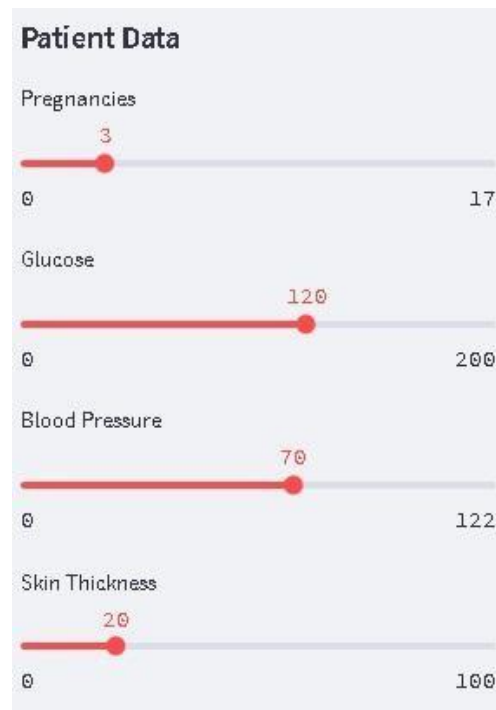 Patient Data
Pregnancies
3
0 17
Glucose
120
0 200
Blood Pressure
70
0 122
Skin Thickness
20
0 100